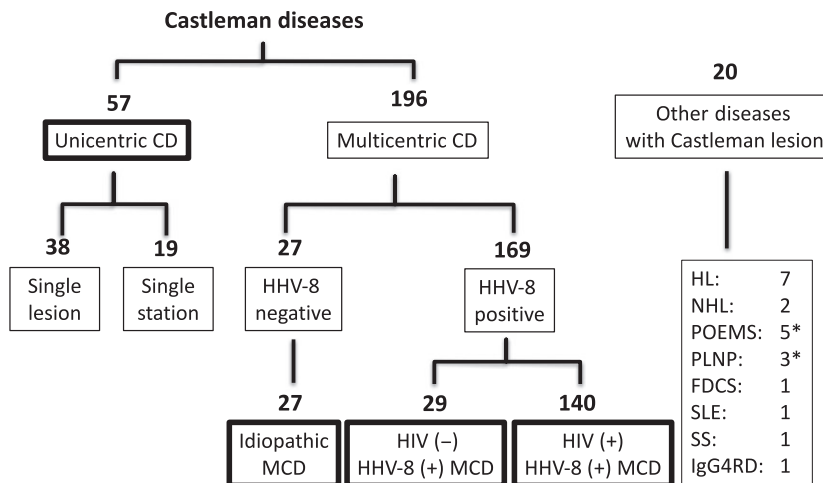 Castleman diseases
57
196
20
Unicentric CD
Multicentric CD
Other diseases
with Castleman lesion
38
19
27
169
Single
lesion
Single
station
HHV-8
negative
HHV-8
positive
27
29
140
Idiopathic
MCD
HIV (−)
HHV-8 (+) MCD
HIV (+)
HHV-8 (+) MCD
HL: 7
NHL: 2
POEMS: 5*
PLNP: 3*
FDCS: 1
SLE: 1
SS: 1
IgG4RD: 1